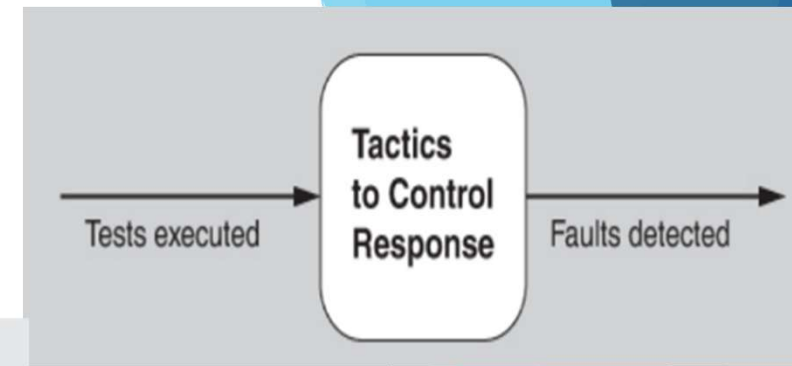 Tactics
to Control
Response
Tests executed
Faults detected